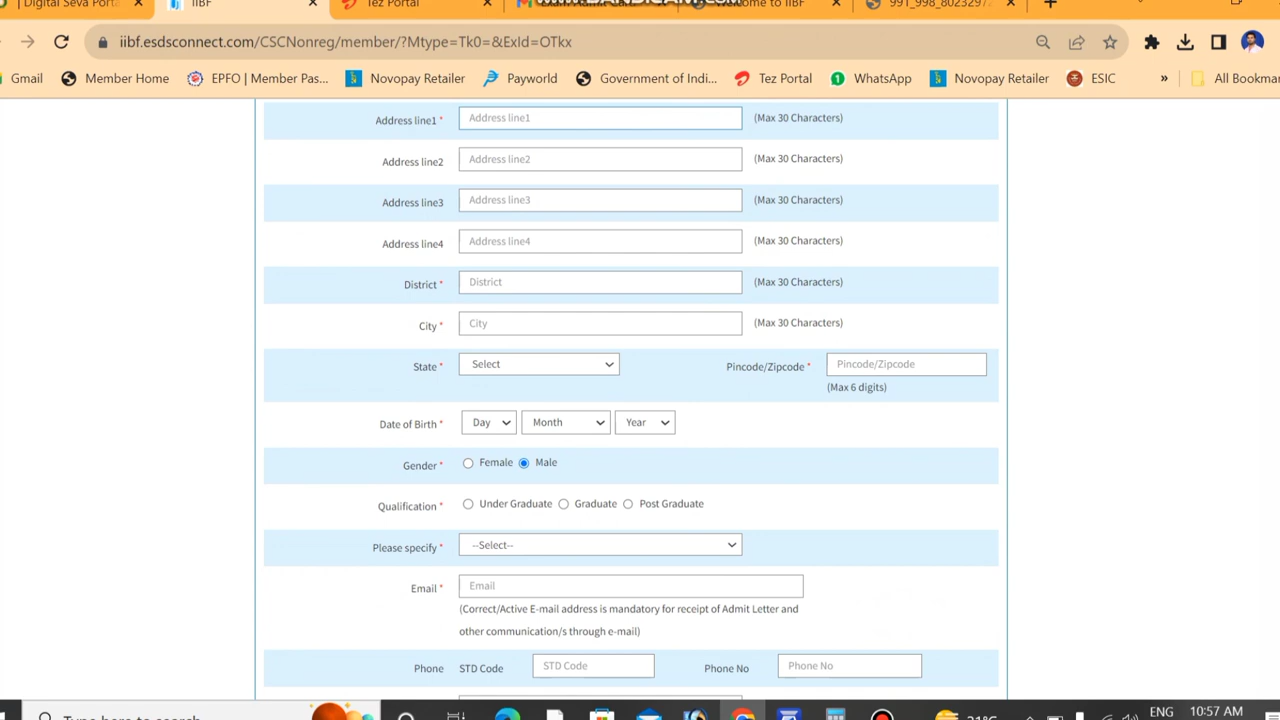 Digital Seva Porta
IIBF
Tez Portal
Welcome to IIBF
991_998_8023297
iibf.esdsconnect.com/CSCNonreg/member/?Mtype=Tk0=&ExId=OTkx
Gmail Member Home EPFO | Member Pas... Novopay Retailer Payworld Government of Indi... Tez Portal WhatsApp Novopay Retailer ESIC » All Bookmar
Address line1 * Address line1 (Max 30 Characters)
Address line2 Address line2 (Max 30 Characters)
Address line3 Address line3 (Max 30 Characters)
Address line4 Address line4 (Max 30 Characters)
District * District (Max 30 Characters)
City * City (Max 30 Characters)
State * Select Pincode/Zipcode * Pincode/Zipcode
(Max 6 digits)
Date of Birth * Day Month Year
Gender * Female Male
Qualification * Under Graduate Graduate Post Graduate
Please specify * --Select--
Email * Email
(Correct/Active E-mail address is mandatory for receipt of Admit Letter and
other communication/s through e-mail)
Phone STD Code STD Code Phone No Phone No
Type here to search
ENG 10:57 AM